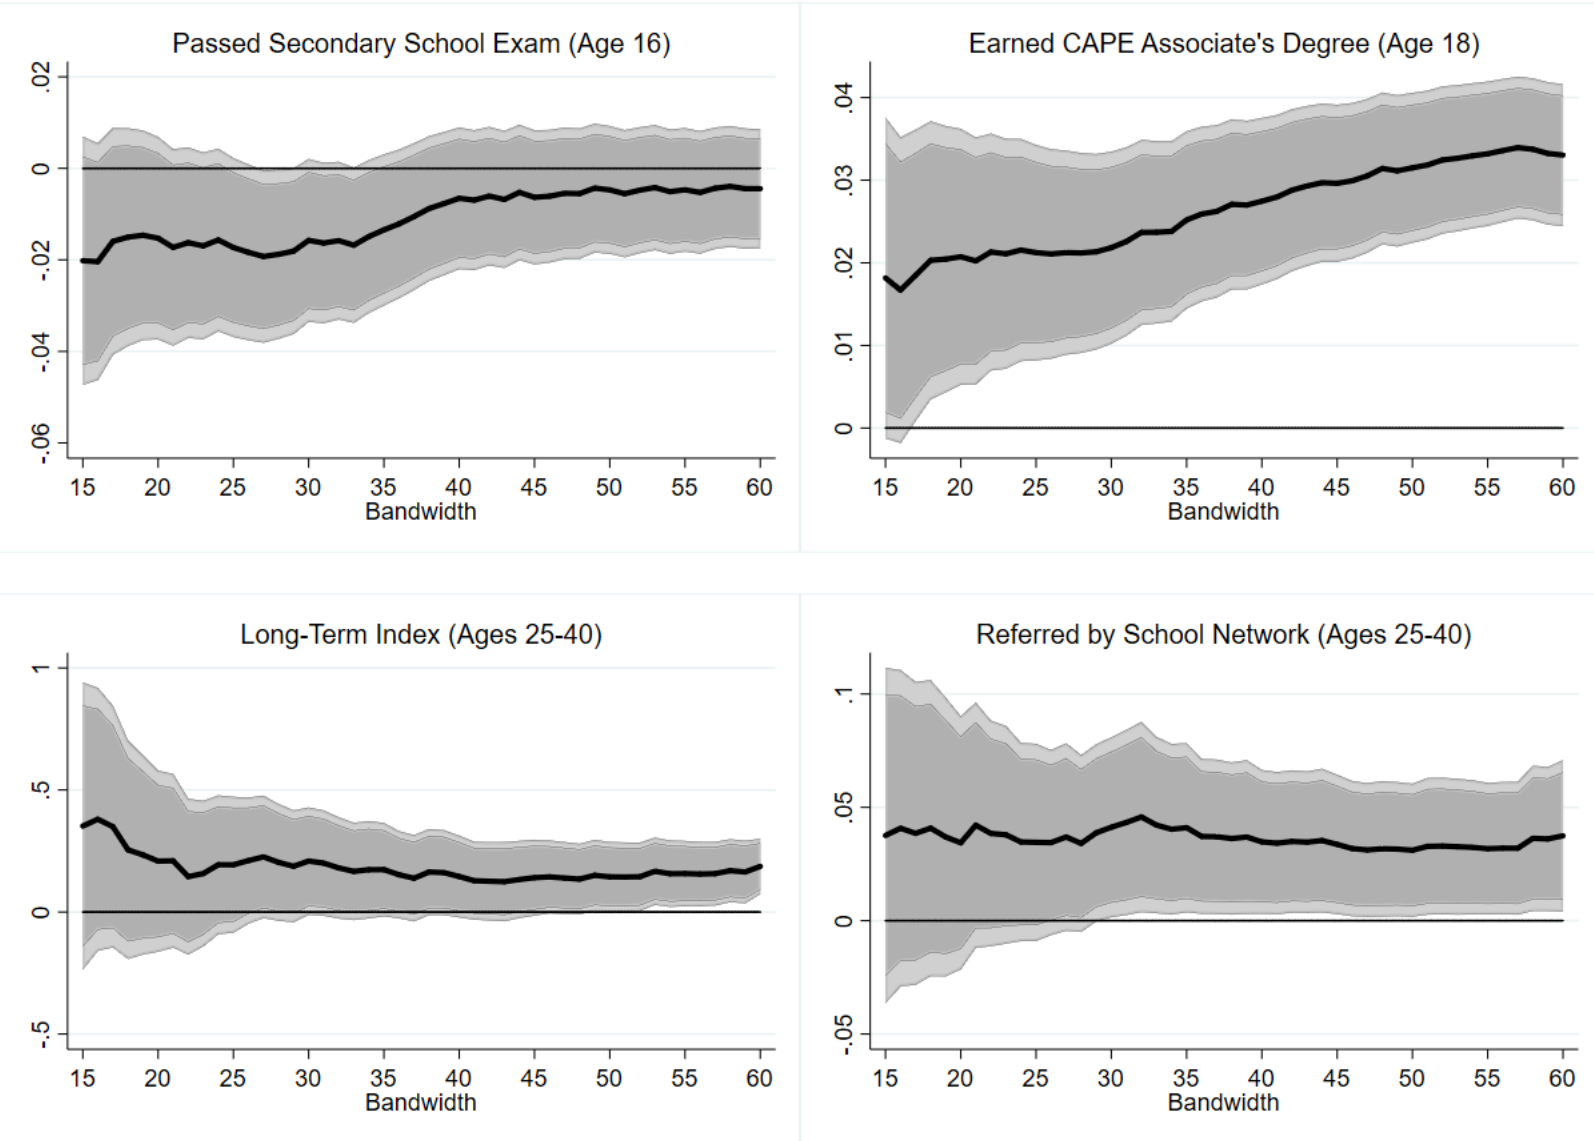 Passed Secondary School Exam (Age 16)
.02
0
-.02
-.04
-.06
15 20 25 30 35 40 45 50 55 60
Bandwidth
Earned CAPE Associate's Degree (Age 18)
.04
.03
.02
.01
0
15 20 25 30 35 40 45 50 55 60
Bandwidth
Long-Term Index (Ages 25-40)
1
.5
0
-.5
15 20 25 30 35 40 45 50 55 60
Bandwidth
Referred by School Network (Ages 25-40)
.1
.05
0
-.05
15 20 25 30 35 40 45 50 55 60
Bandwidth